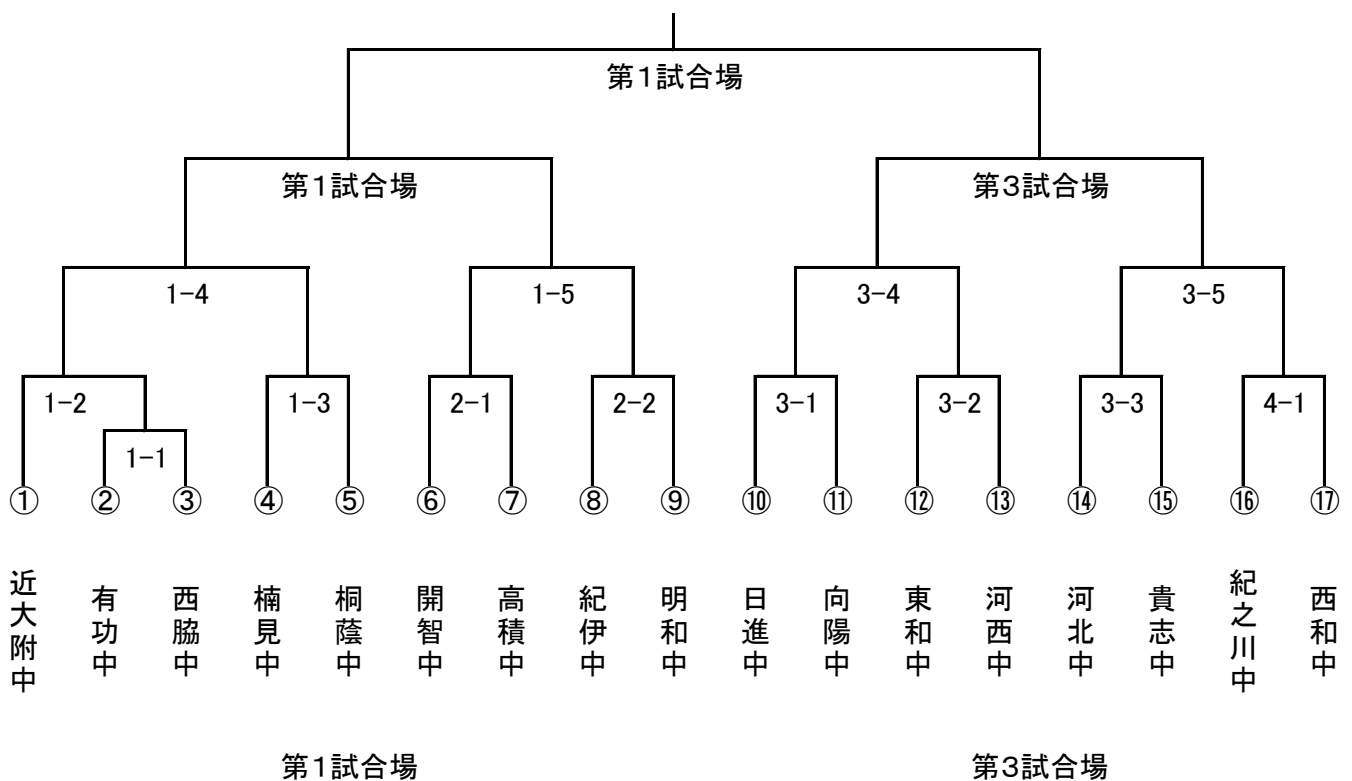 第1試合場
第1試合場
第3試合場
1-4
1-5
3-4
3-5
1-2
1-3
2-1
2-2
3-1
3-2
3-3
4-1
1-1
①
②
③
④
⑤
⑥
⑦
⑧
⑨
⑩
⑪
⑫
⑬
⑭
⑮
⑯
⑰
近大附中
有功中
西脇中
楠見中
桐蔭中
開智中
高積中
紀伊中
明和中
日進中
向陽中
東和中
河西中
河北中
貴志中
紀之川中
西和中
第1試合場
第3試合場